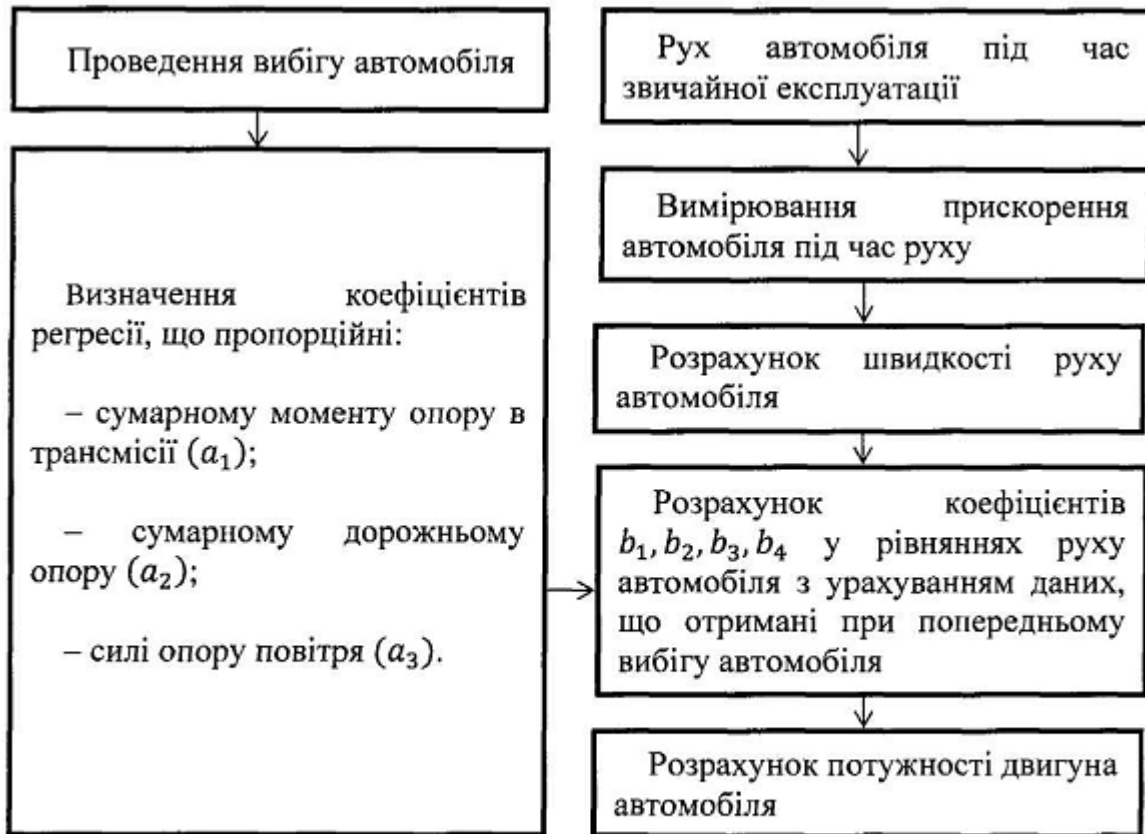 Проведення вибігу автомобіля
Визначення коефіцієнтів
регресії, що пропорційні:
– сумарному моменту опору в
трансмісії (a₁);
– сумарному дорожньому
опору (a₂);
– силі опору повітря (a₃).
Рух автомобіля під час
звичайної експлуатації
Вимірювання прискорення
автомобіля під час руху
Розрахунок швидкості руху
автомобіля
Розрахунок коефіцієнтів
b₁, b₂, b₃, b₄ у рівняннях руху
автомобіля з урахуванням даних,
що отримані при попередньому
вибігу автомобіля
Розрахунок потужності двигуна
автомобіля